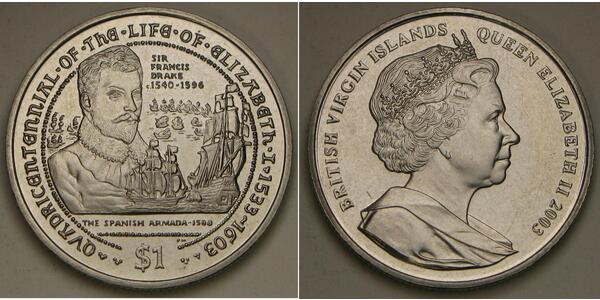 QVADRICENTENNIAL·OF·THE·LIFE·OF·ELIZABETH·I·1533-1603
SIR
FRANCIS
DRAKE
c.1540-1596
THE SPANISH ARMADA-1588
$1
BRITISH VIRGIN ISLANDS QUEEN ELIZABETH II 2003